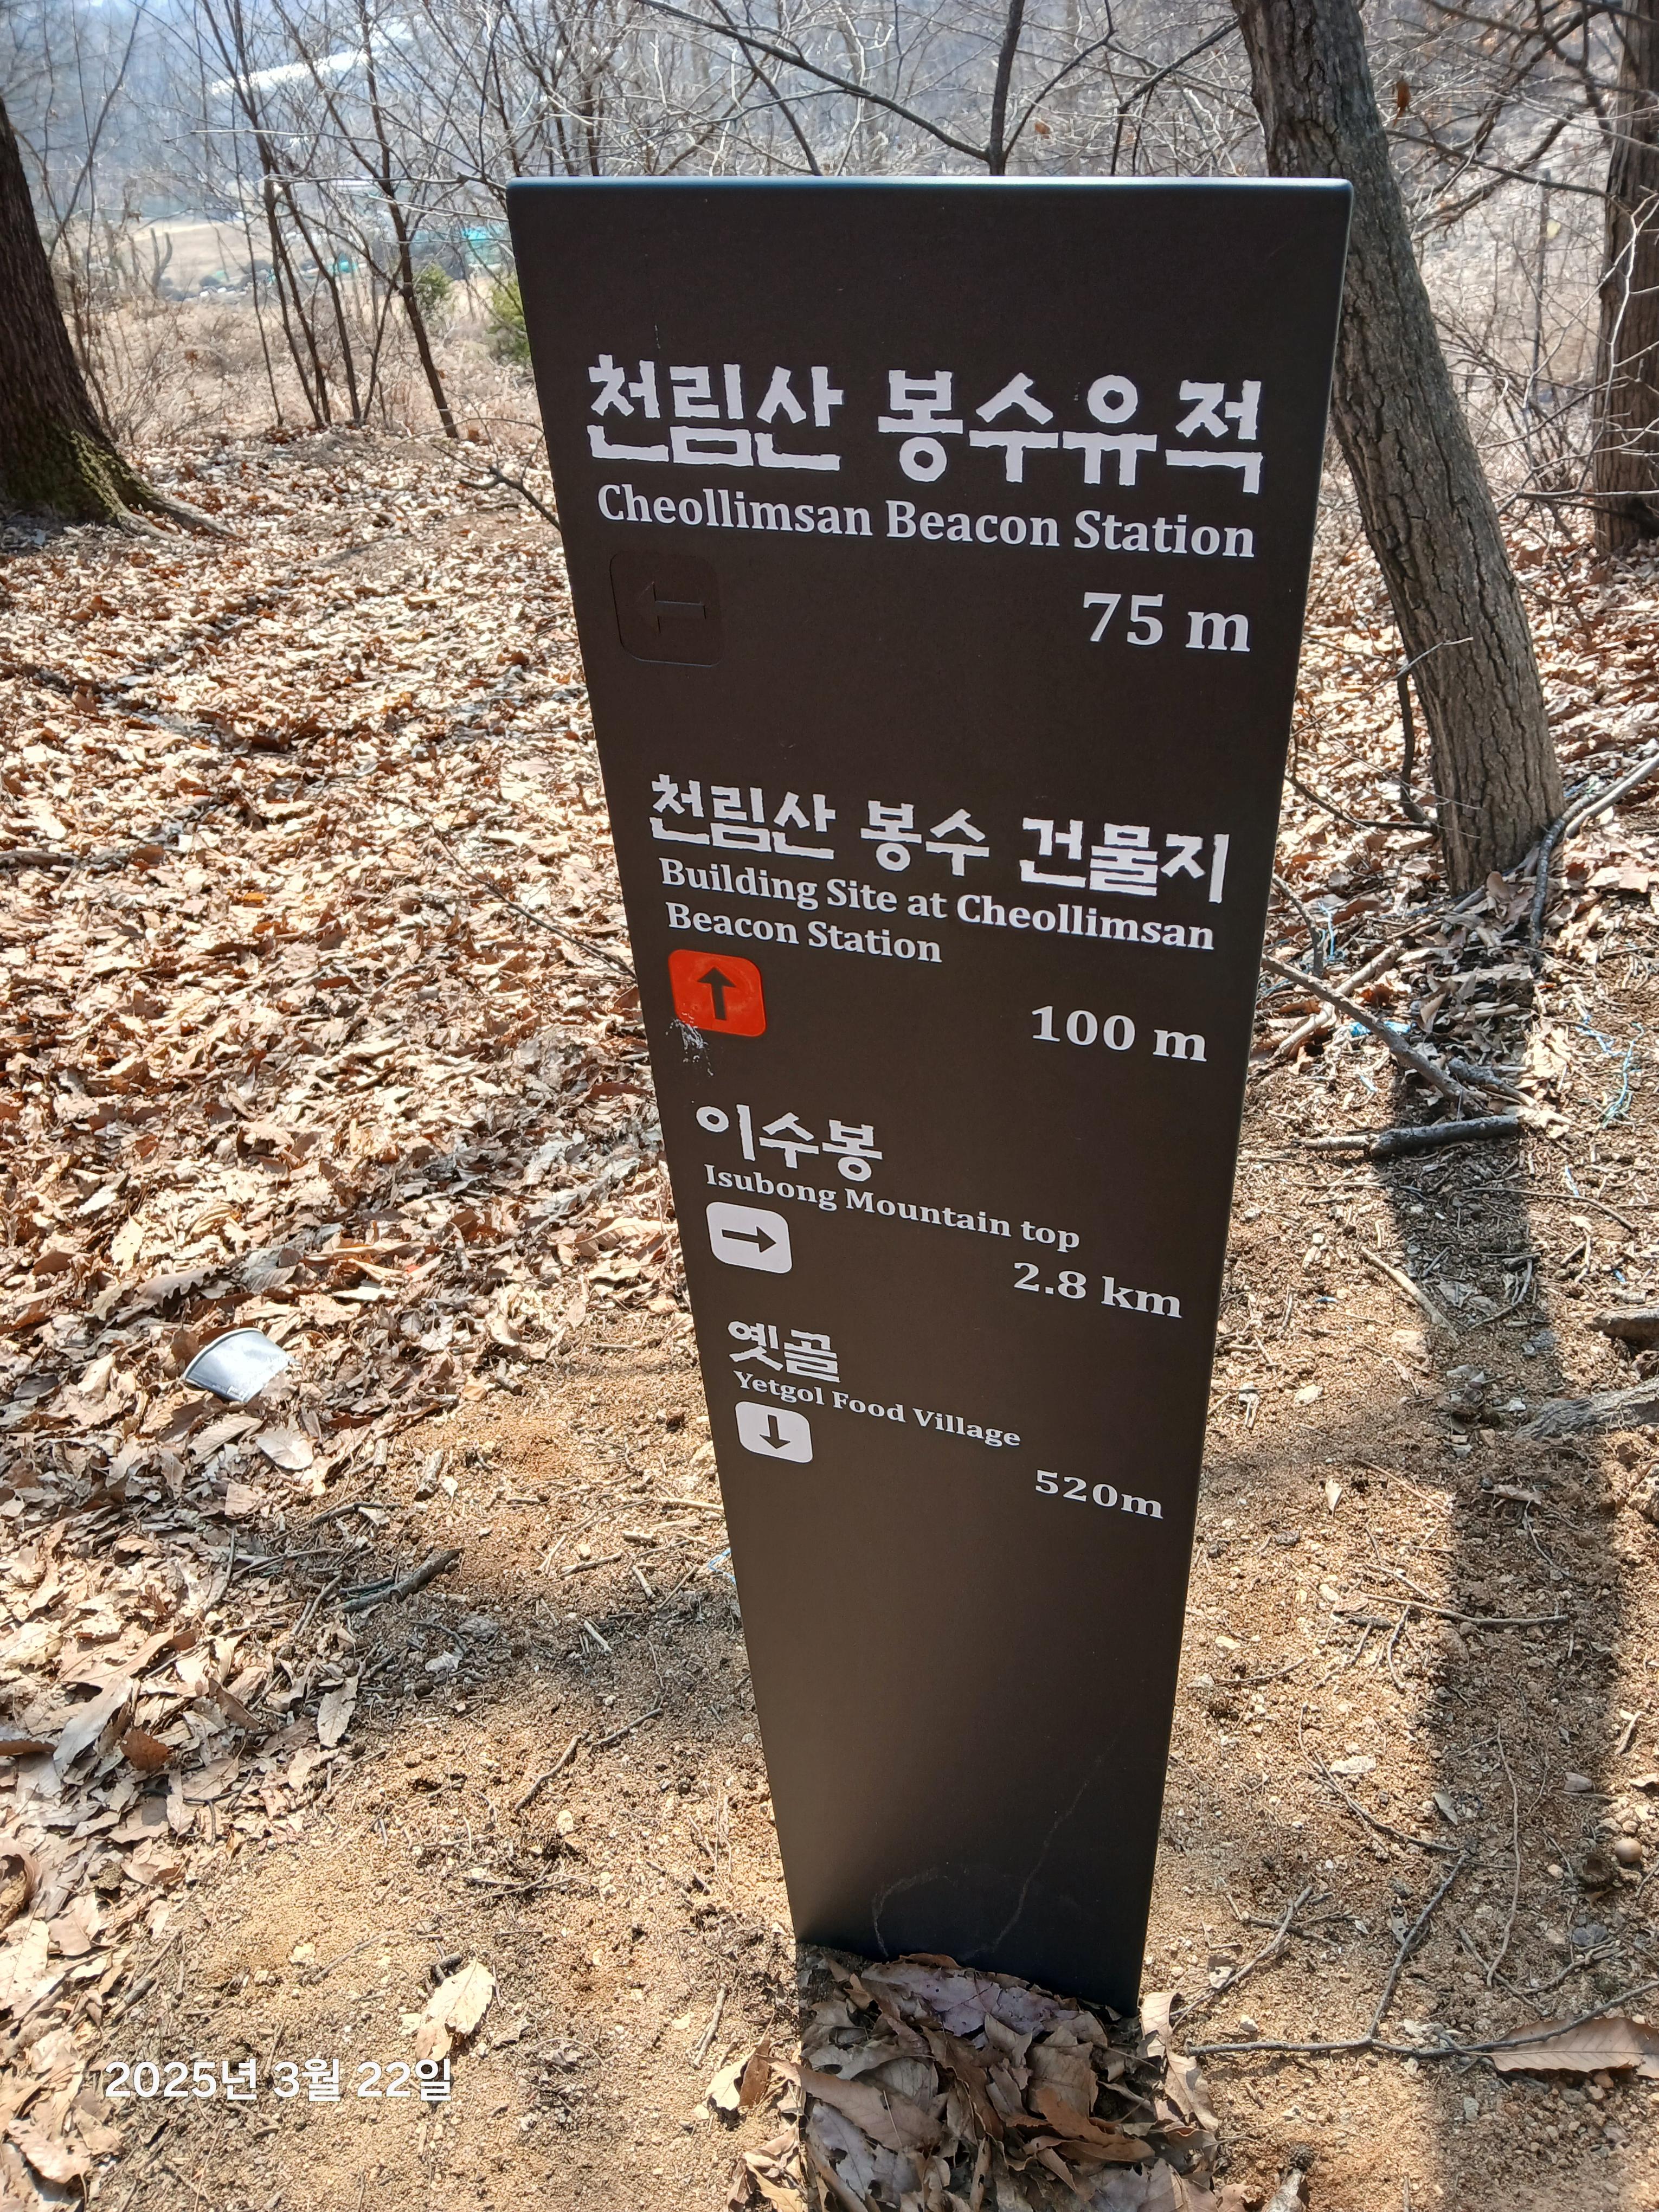 천림산 봉수유적
Cheollimsan Beacon Station
75 m
천림산 봉수 건물지
Building Site at Cheollimsan
Beacon Station
100 m
이수봉
Isubong Mountain top
2.8 km
옛골
Yetgol Food Village
520m
2025년 3월 22일